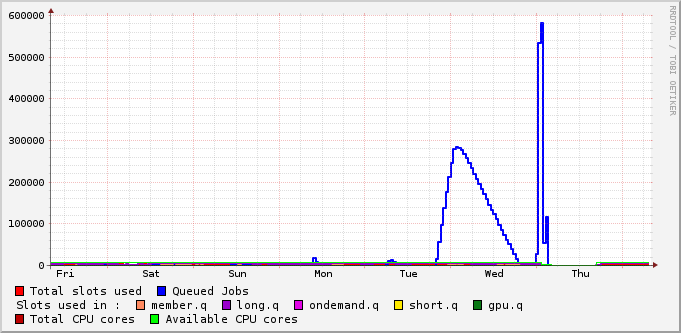 600000
500000
400000
300000
200000
100000
0
Fri Sat Sun Mon Tue Wed Thu
Total slots used Queued Jobs
Slots used in : member.q long.q ondemand.q short.q gpu.q
Total CPU cores Available CPU cores
RRDTOOL / TOBI OETIKER